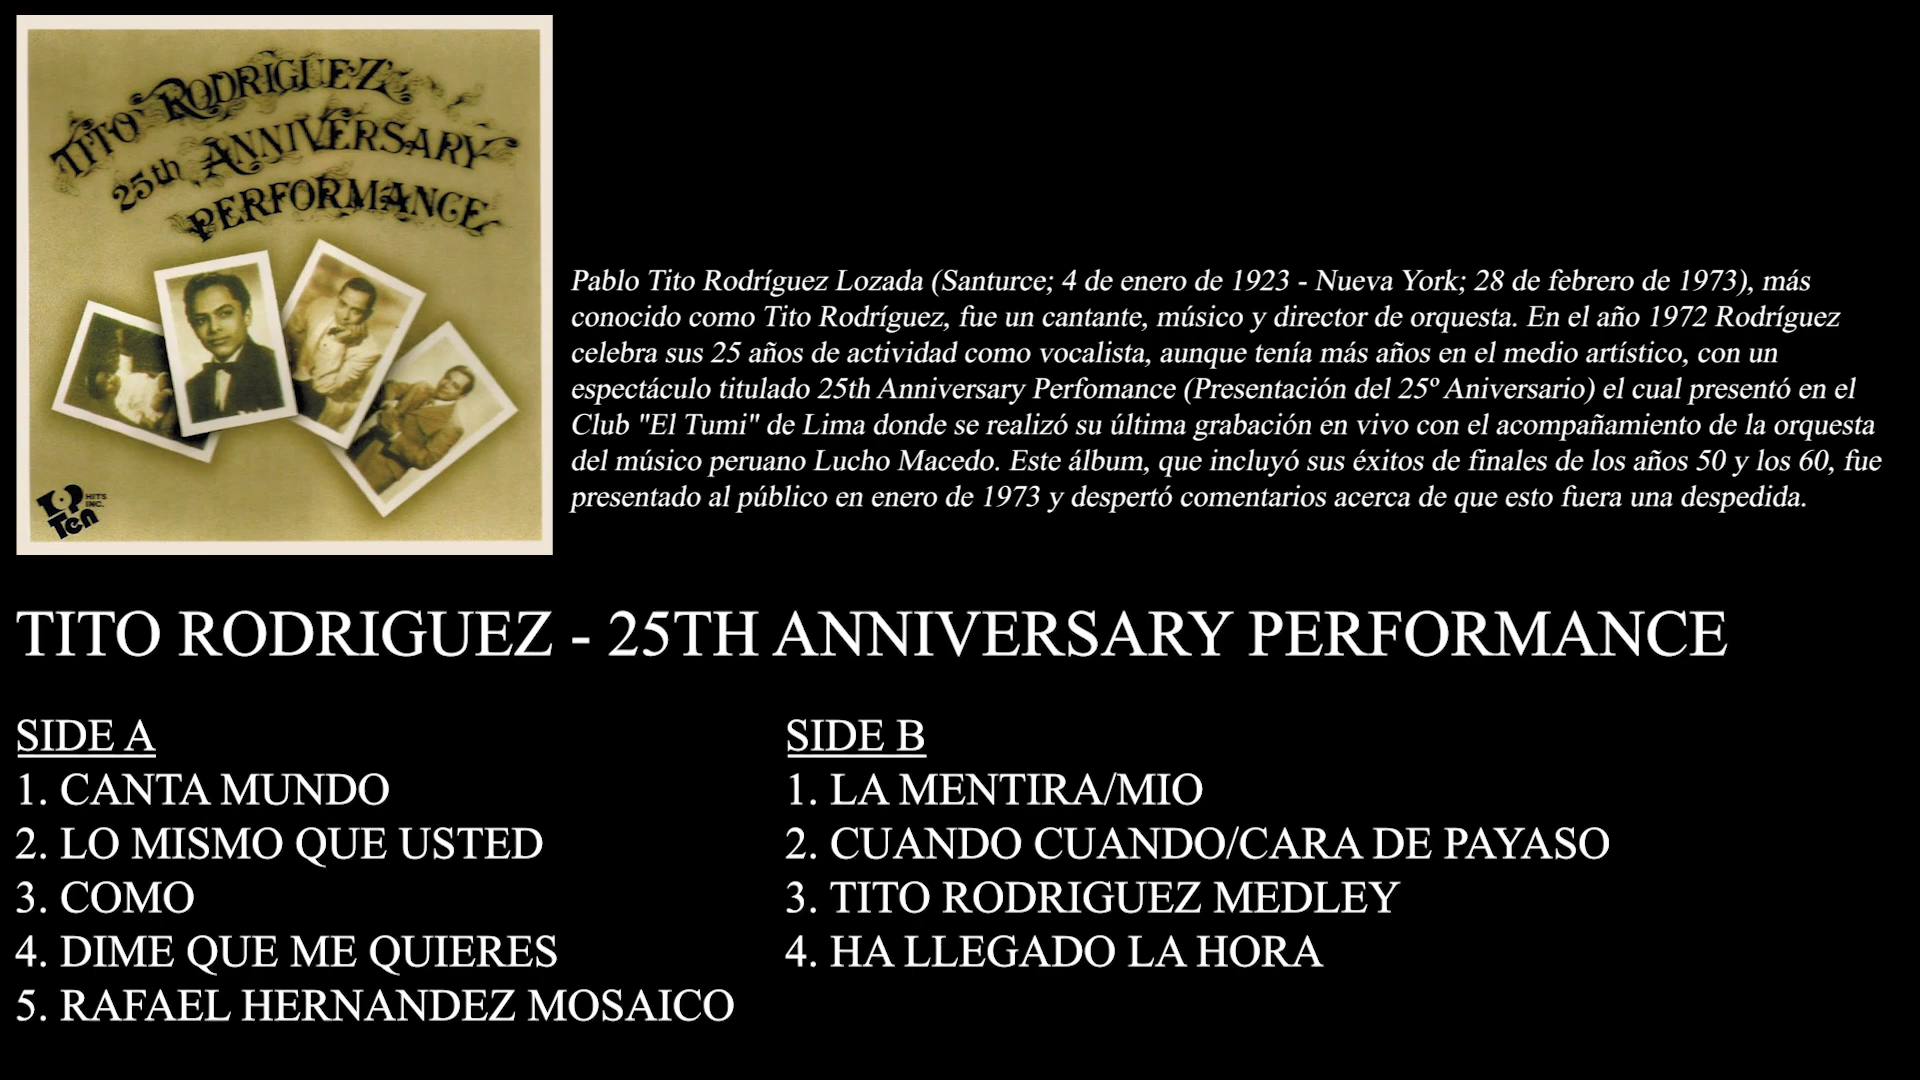 TITO RODRIGUEZ
25th ANNIVERSARY
PERFORMANCE
TOP HITS
INC.
Ten
Pablo Tito Rodríguez Lozada (Santurce; 4 de enero de 1923 - Nueva York; 28 de febrero de 1973), más
conocido como Tito Rodríguez, fue un cantante, músico y director de orquesta. En el año 1972 Rodríguez
celebra sus 25 años de actividad como vocalista, aunque tenía más años en el medio artístico, con un
espectáculo titulado 25th Anniversary Perfomance (Presentación del 25º Aniversario) el cual presentó en el
Club "El Tumi" de Lima donde se realizó su última grabación en vivo con el acompañamiento de la orquesta
del músico peruano Lucho Macedo. Este álbum, que incluyó sus éxitos de finales de los años 50 y los 60, fue
presentado al público en enero de 1973 y despertó comentarios acerca de que esto fuera una despedida.
TITO RODRIGUEZ - 25TH ANNIVERSARY PERFORMANCE
SIDE A
1. CANTA MUNDO
2. LO MISMO QUE USTED
3. COMO
4. DIME QUE ME QUIERES
5. RAFAEL HERNANDEZ MOSAICO
SIDE B
1. LA MENTIRA/MIO
2. CUANDO CUANDO/CARA DE PAYASO
3. TITO RODRIGUEZ MEDLEY
4. HA LLEGADO LA HORA